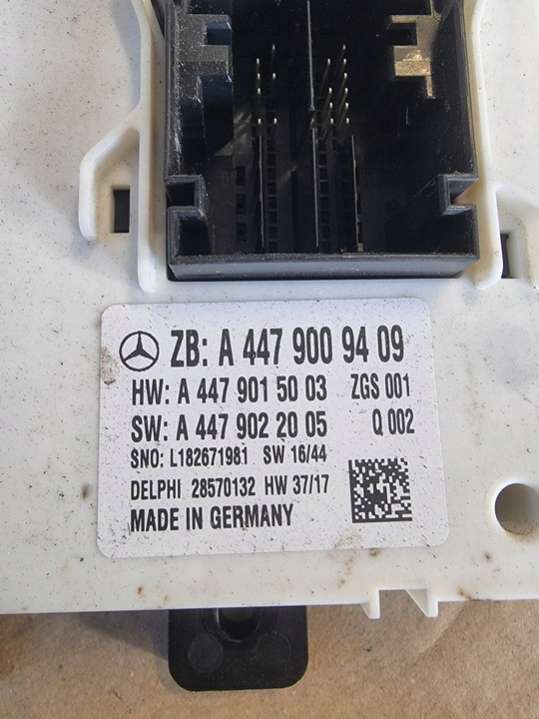 ZB: A 447 900 94 09
HW: A 447 901 50 03 ZGS 001
SW: A 447 902 20 05 Q 002
SNO: L182671981 SW 16/44
DELPHI 28570132 HW 37/17
MADE IN GERMANY